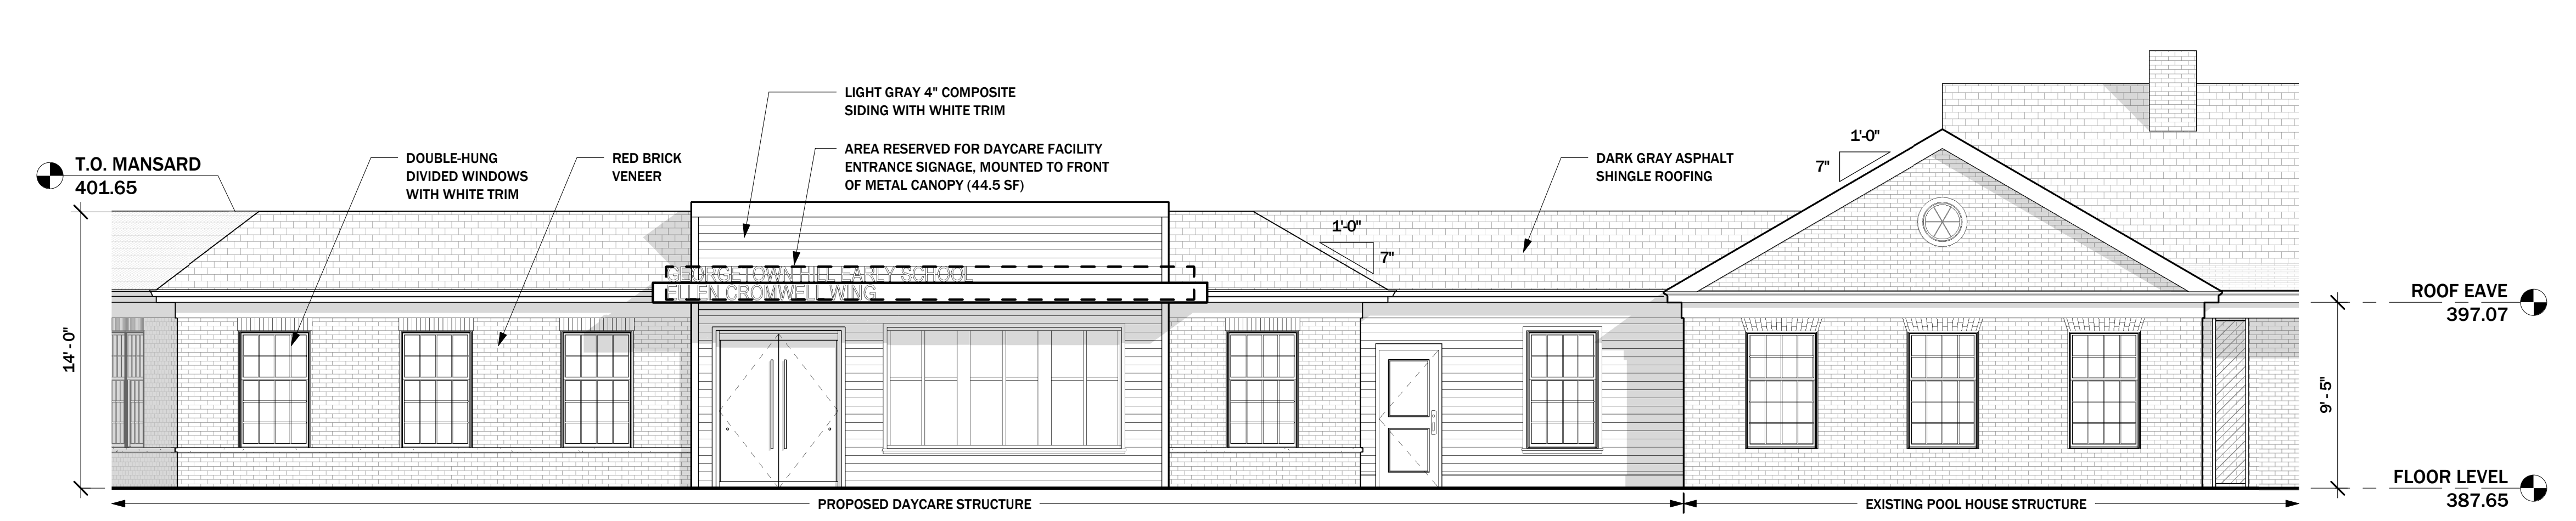 LIGHT GRAY 4" COMPOSITE
SIDING WITH WHITE TRIM
AREA RESERVED FOR DAYCARE FACILITY
ENTRANCE SIGNAGE, MOUNTED TO FRONT
OF METAL CANOPY (44.5 SF)
T.O. MANSARD
401.65
DOUBLE-HUNG
DIVIDED WINDOWS
WITH WHITE TRIM
RED BRICK
VENEER
DARK GRAY ASPHALT
SHINGLE ROOFING
1'-0"
7"
1'-0"
7"
GEORGETOWN HILL EARLY SCHOOL
ELLEN CROMWELL WING
ROOF EAVE
397.07
14'-0"
9'-5"
FLOOR LEVEL
387.65
PROPOSED DAYCARE STRUCTURE
EXISTING POOL HOUSE STRUCTURE